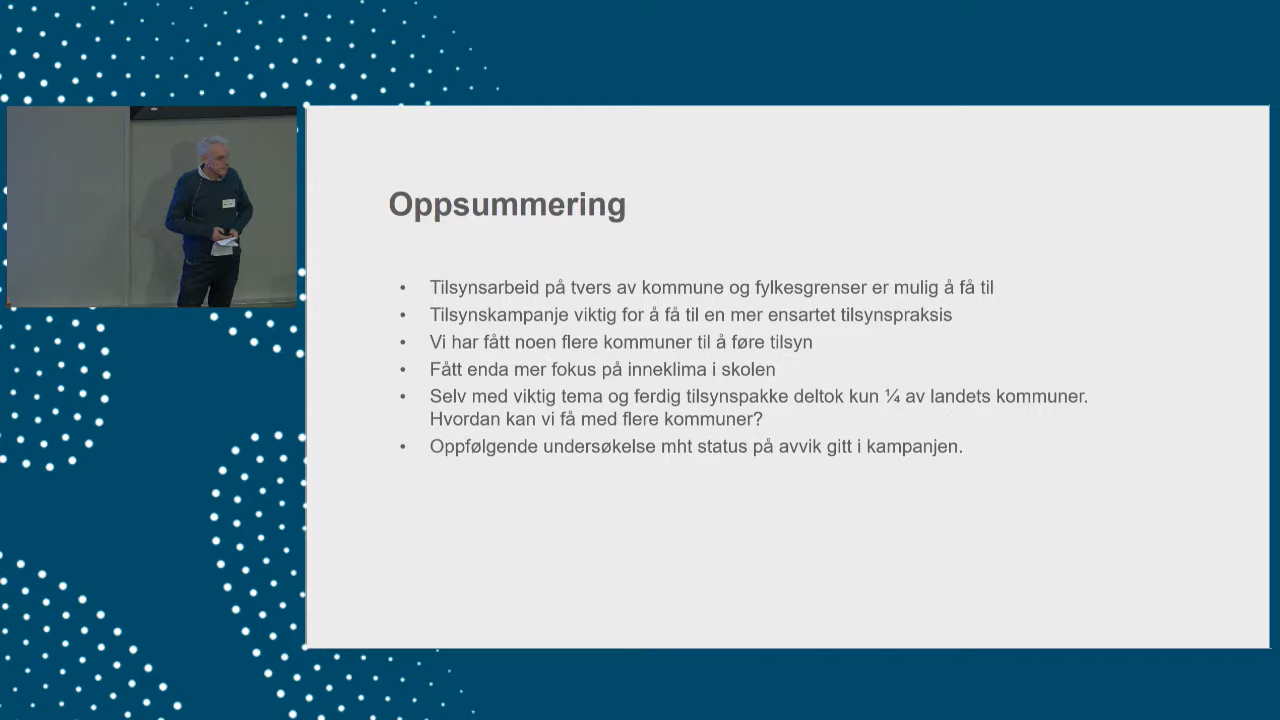 Oppsummering
• Tilsynsarbeid på tvers av kommune og fylkesgrenser er mulig å få til
• Tilsynskampanje viktig for å få til en mer ensartet tilsynspraksis
• Vi har fått noen flere kommuner til å føre tilsyn
• Fått enda mer fokus på inneklima i skolen
• Selv med viktig tema og ferdig tilsynspakke deltok kun ¼ av landets kommuner.
Hvordan kan vi få med flere kommuner?
• Oppfølgende undersøkelse mht status på avvik gitt i kampanjen.